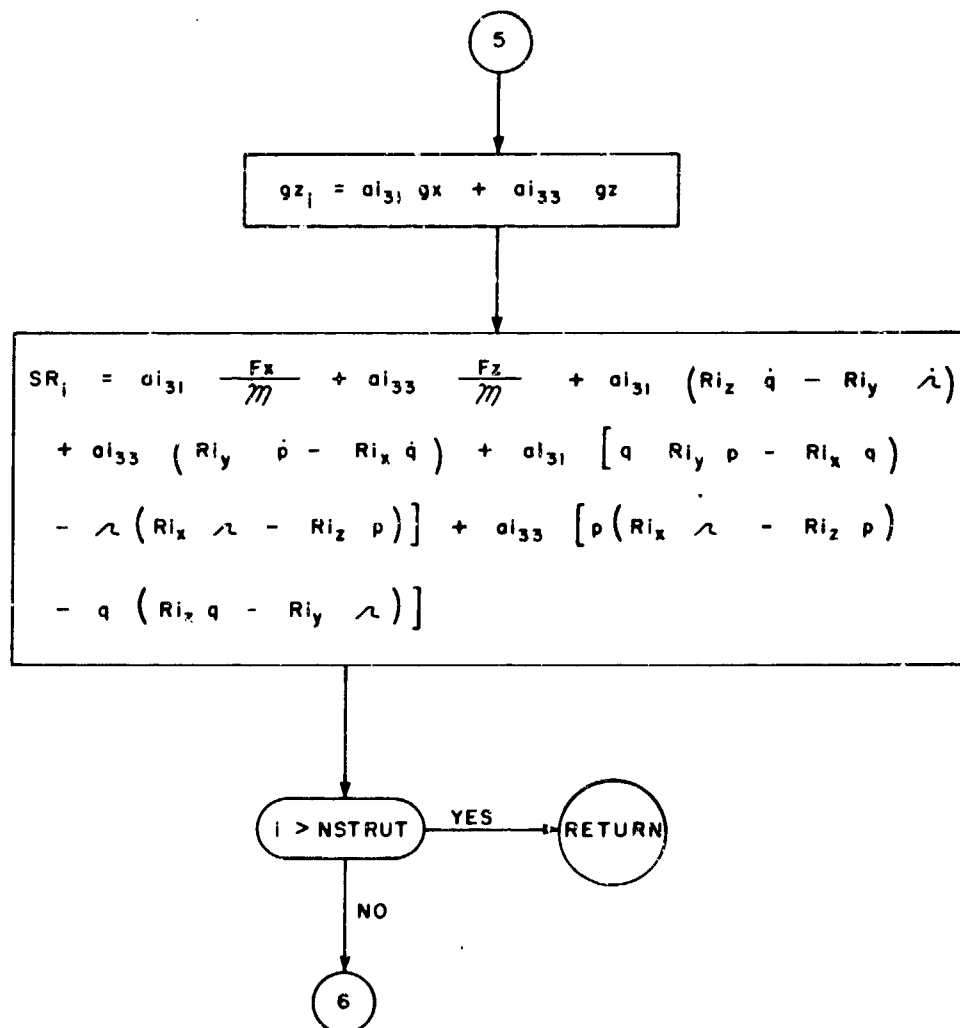 5
gz_i = ai_31 gx + ai_33 gz
SR_i = ai_31 Fx/m + ai_33 Fz/m + ai_31 (Ri_z q̇ - Ri_y ṙ)
+ ai_33 (Ri_y ṗ - Ri_x q̇) + ai_31 [q Ri_y p - Ri_x q)
- r (Ri_x r - Ri_z p)] + ai_33 [p(Ri_x r - Ri_z p)
- q (Ri_z q - Ri_y r)]
i > NSTRUT
YES
RETURN
NO
6